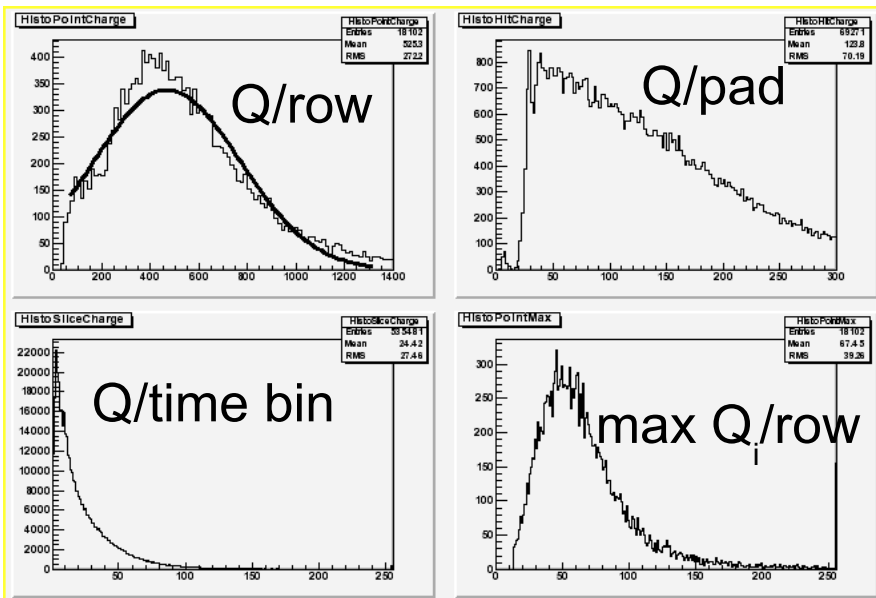 HistoPointCharge
HistoPointCharge
Entries 18102
Mean 525.3
RMS 272.2
Q/row
400
350
300
250
200
150
100
50
0
0 200 400 600 800 1000 1200 1400
HistoHitCharge
HistoHitCharge
Entries 69271
Mean 123.8
RMS 70.19
Q/pad
800
700
600
500
400
300
200
100
0
0 50 100 150 200 250 300
HistoSliceCharge
HistoSliceCharge
Entries 535481
Mean 24.42
RMS 27.46
Q/time bin
22000
20000
18000
16000
14000
12000
10000
8000
6000
4000
2000
0
50 100 150 200 250
HistoPointMax
HistoPointMax
Entries 18102
Mean 67.45
RMS 39.26
max Qi/row
300
250
200
150
100
50
0
0 50 100 150 200 250